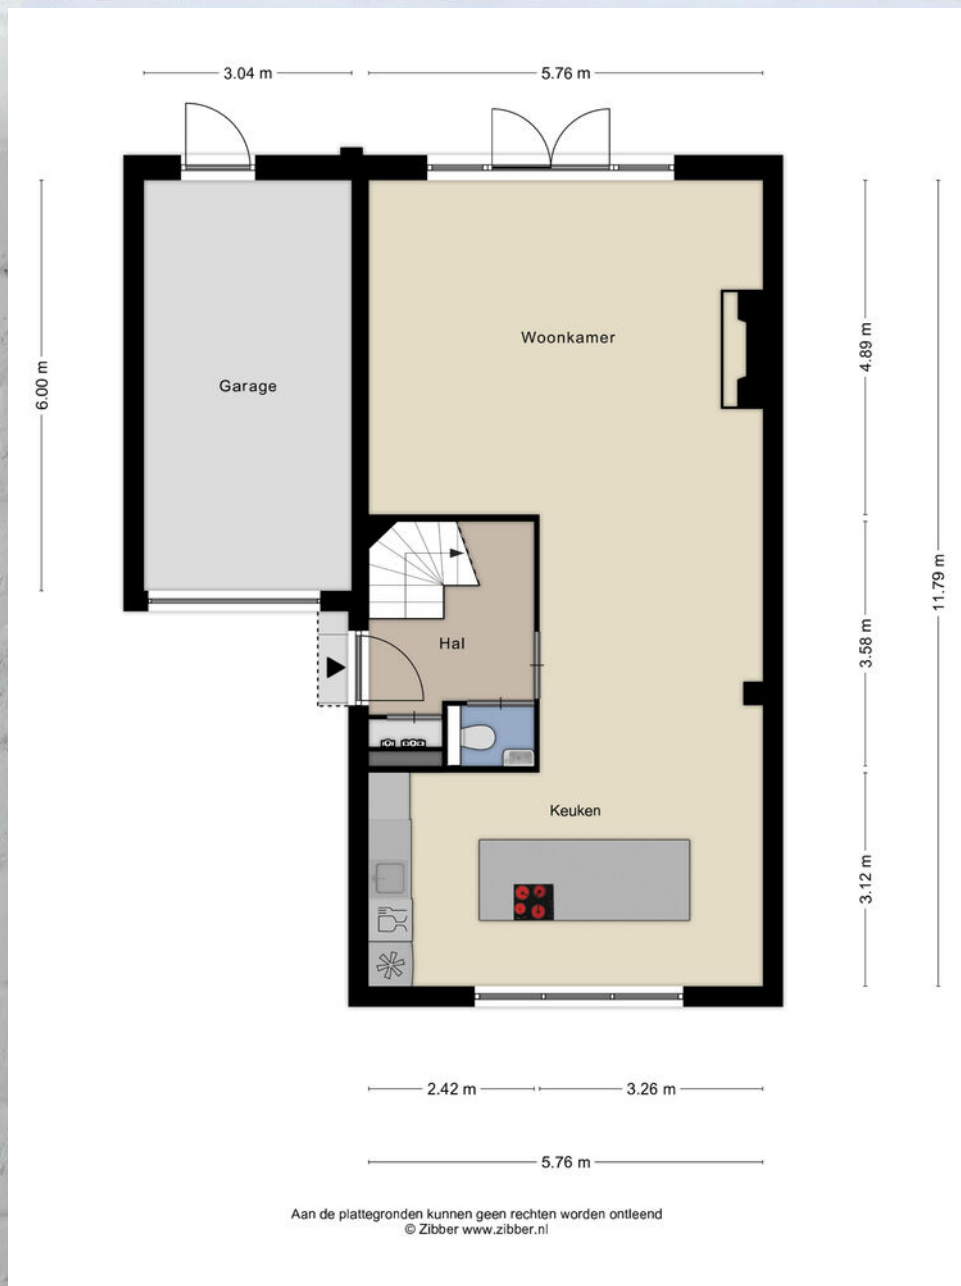 3.04 m
5.76 m
6.00 m
Garage
Woonkamer
4.89 m
Hal
3.58 m
11.79 m
Keuken
3.12 m
2.42 m
3.26 m
5.76 m
Aan de plattegronden kunnen geen rechten worden ontleend
© Zibber www.zibber.nl